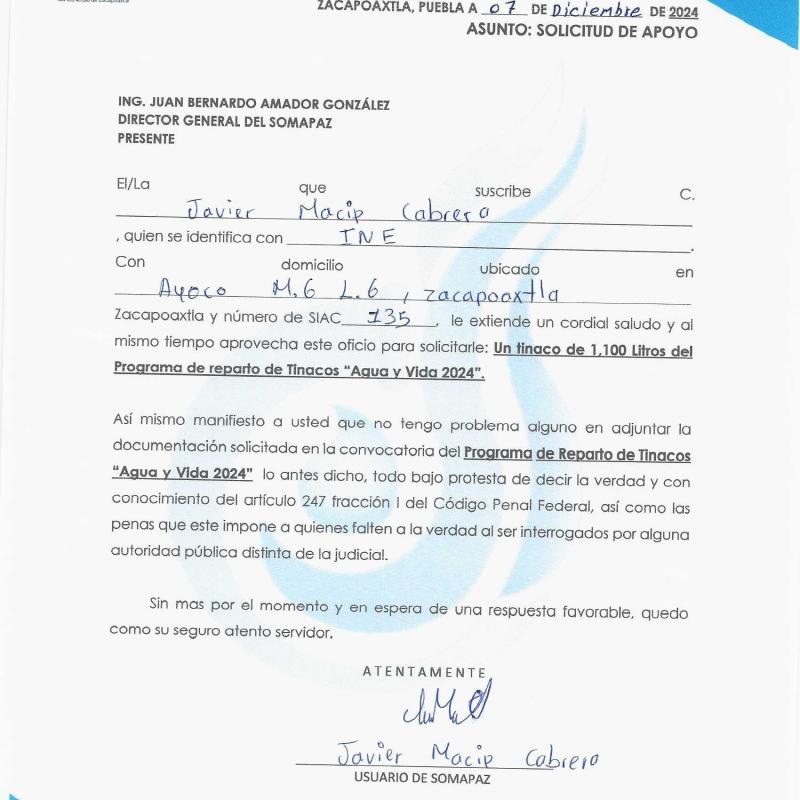 ZACAPOAXTLA, PUEBLA A 07 DE Diciembre DE 2024
ASUNTO: SOLICITUD DE APOYO
ING. JUAN BERNARDO AMADOR GONZÁLEZ
DIRECTOR GENERAL DEL SOMAPAZ
PRESENTE
El/La que suscribe C.
Javier Macip Cabrera
, quien se identifica con INE.
Con domicilio ubicado en
Ayoco M.6 L.6, Zacapoaxtla
Zacapoaxtla y número de SIAC 135, le extiende un cordial saludo y al
mismo tiempo aprovecha este oficio para solicitarle: Un tinaco de 1,100 Litros del
Programa de reparto de Tinacos “Agua y Vida 2024”.
Así mismo manifiesto a usted que no tengo problema alguno en adjuntar la
documentación solicitada en la convocatoria del Programa de Reparto de Tinacos
“Agua y Vida 2024” lo antes dicho, todo bajo protesta de decir la verdad y con
conocimiento del artículo 247 fracción I del Código Penal Federal, así como las
penas que este impone a quienes falten a la verdad al ser interrogados por alguna
autoridad pública distinta de la judicial.
Sin mas por el momento y en espera de una respuesta favorable, quedo
como su seguro atento servidor.
ATENTAMENTE
Javier Macip Cabrera
USUARIO DE SOMAPAZ